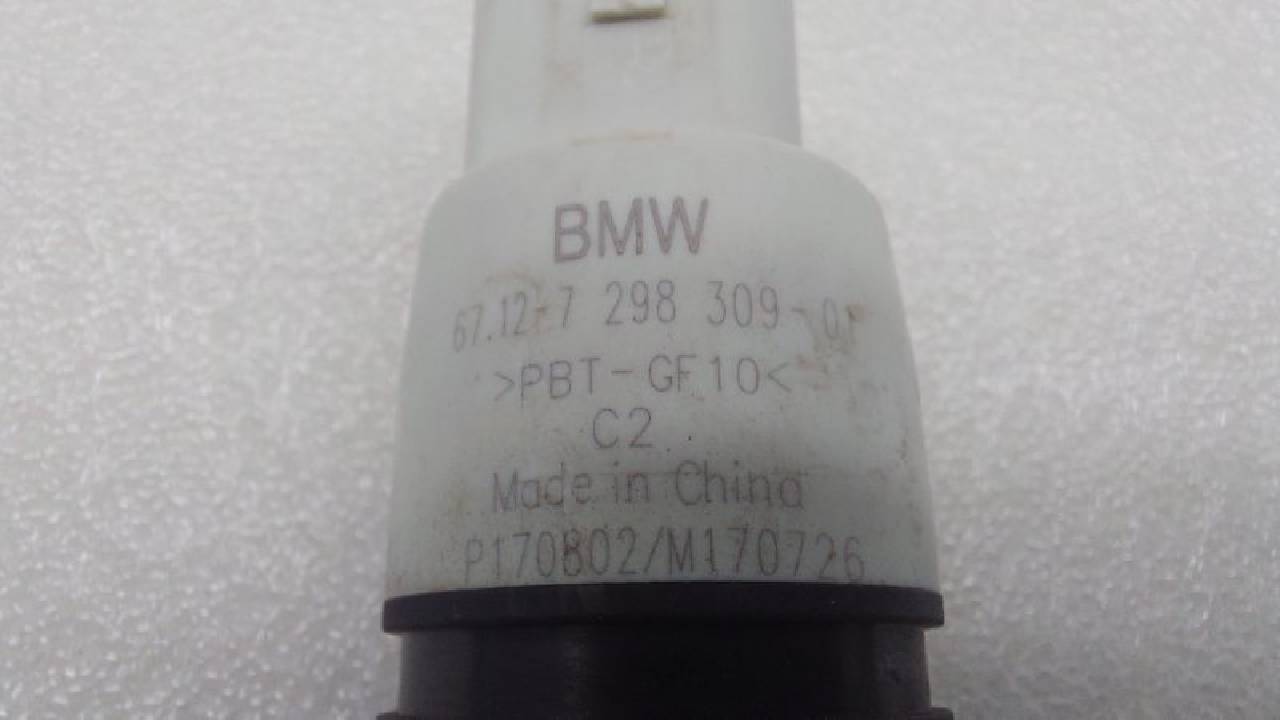 BMW
67.12-7 298 309-01
>PBT-GF10<
C2
Made in China
P170802/M170726